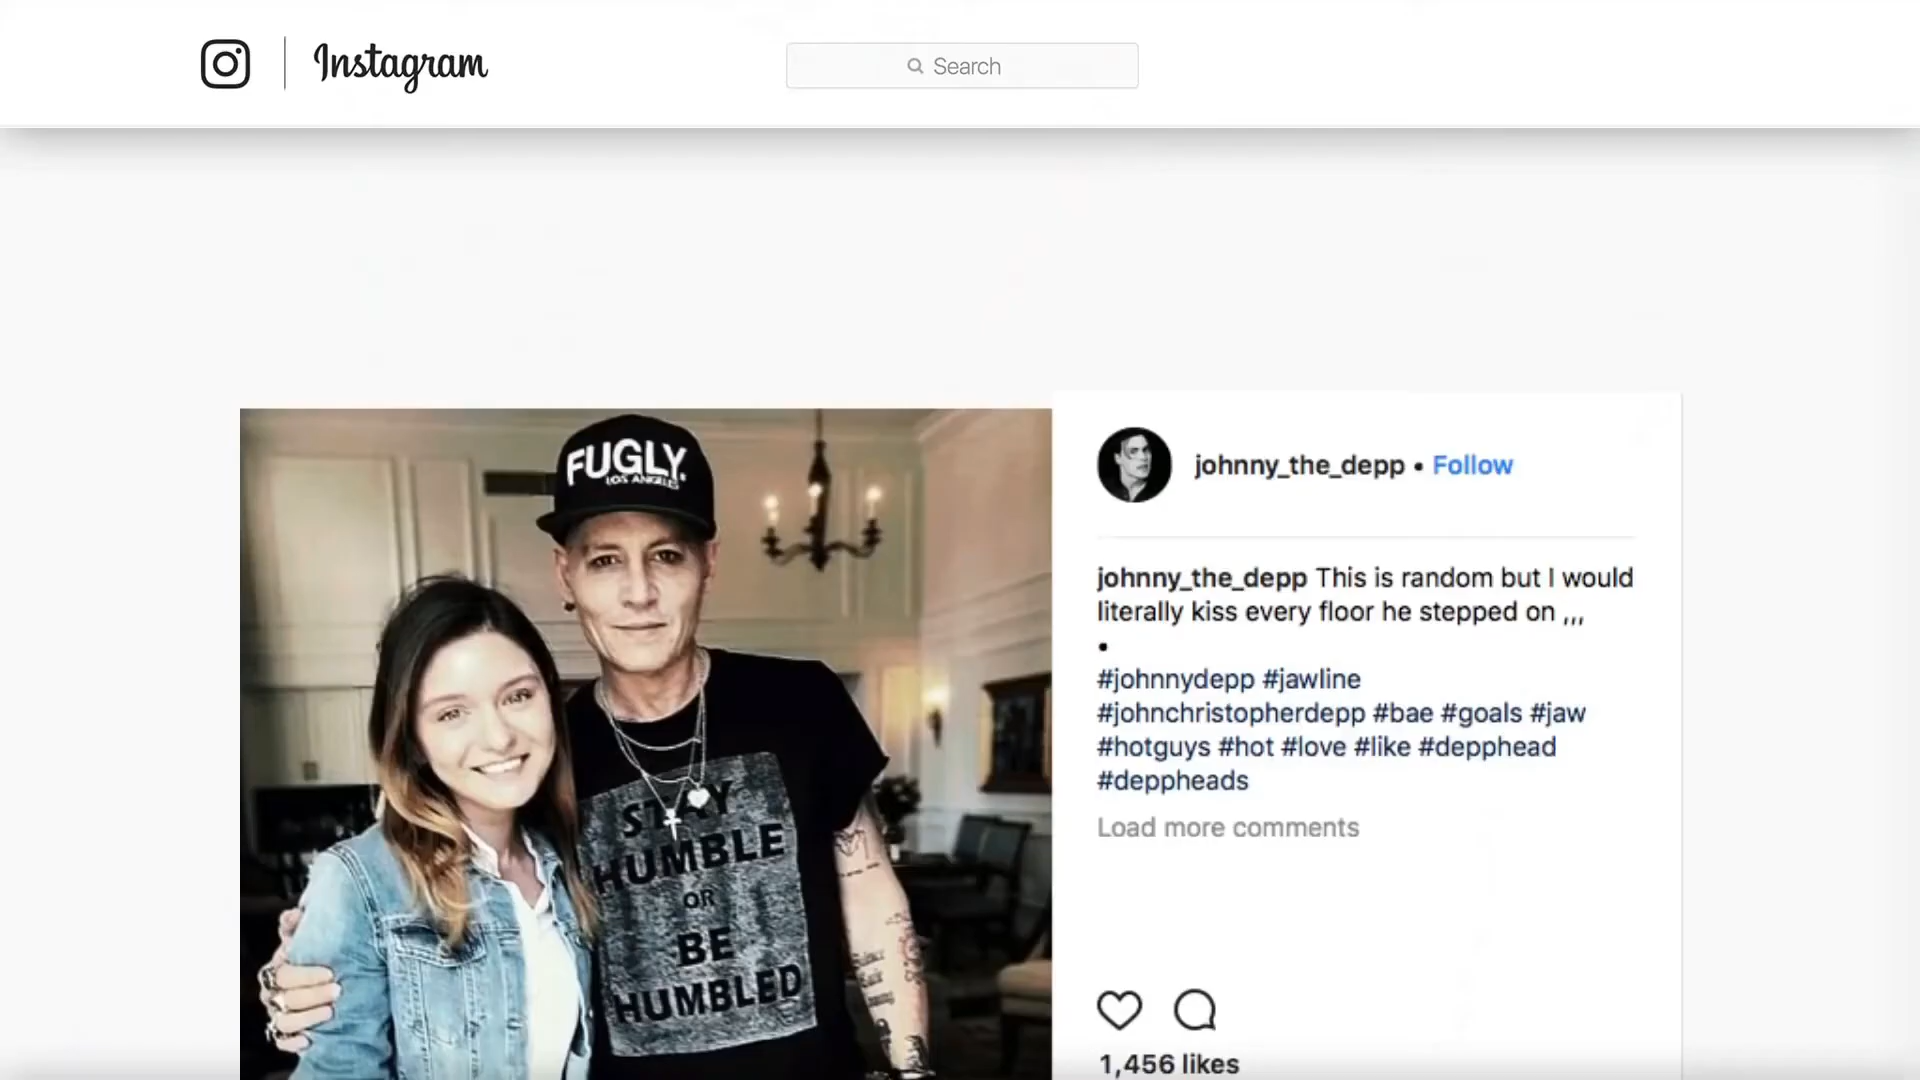 Instagram
Search
FUGLY.
LOS ANGELES
STAY
HUMBLE
OR
BE
HUMBLED
johnny_the_depp • Follow
johnny_the_depp This is random but I would
literally kiss every floor he stepped on ,,,
•
#johnnydepp #jawline
#johnchristopherdepp #bae #goals #jaw
#hotguys #hot #love #like #depphead
#deppheads
Load more comments
1,456 likes